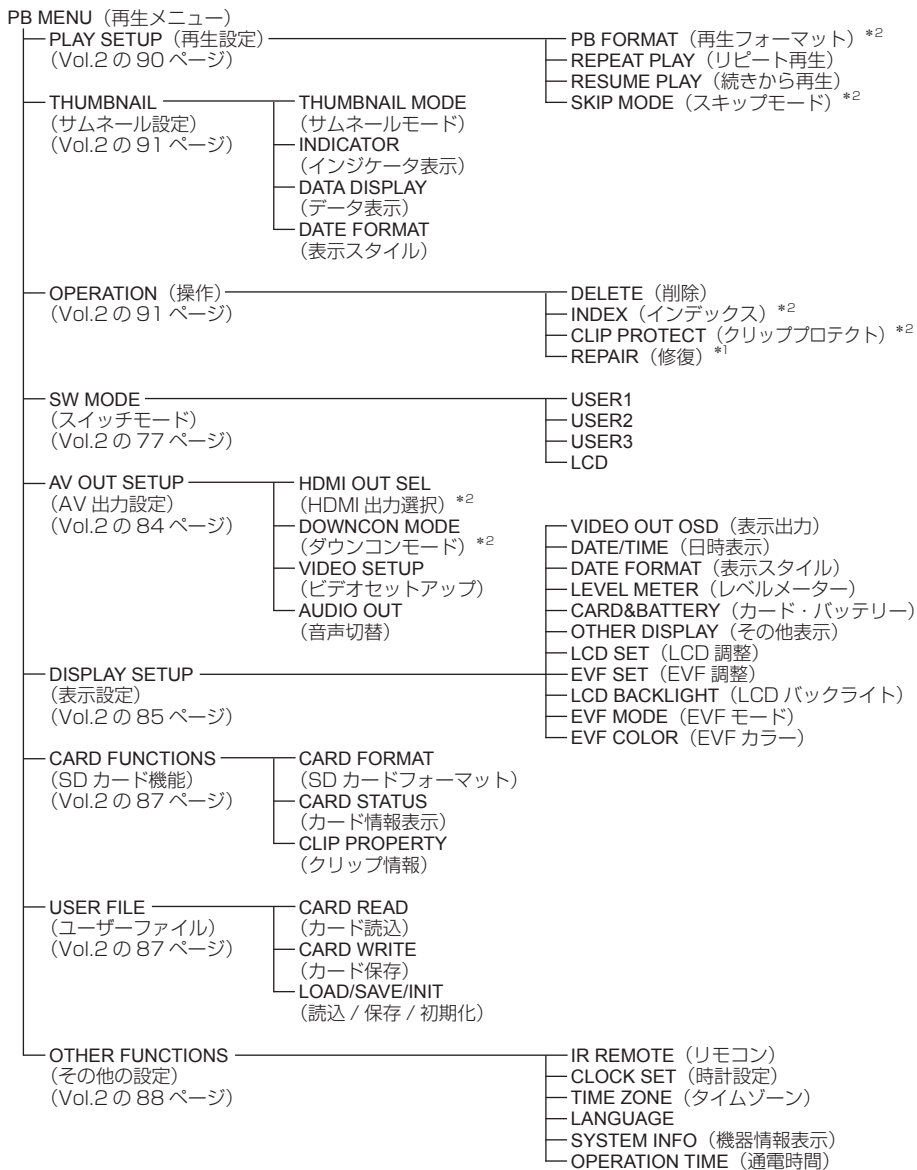 PB MENU（再生メニュー）
PLAY SETUP（再生設定）
（Vol.2 の 90 ページ）
PB FORMAT（再生フォーマット）*2
REPEAT PLAY（リピート再生）
RESUME PLAY（続きから再生）
SKIP MODE（スキップモード）*2
THUMBNAIL
（サムネール設定）
（Vol.2 の 91 ページ）
THUMBNAIL MODE
（サムネールモード）
INDICATOR
（インジケータ表示）
DATA DISPLAY
（データ表示）
DATE FORMAT
（表示スタイル）
OPERATION（操作）
（Vol.2 の 91 ページ）
DELETE（削除）
INDEX（インデックス）*2
CLIP PROTECT（クリッププロテクト）*2
REPAIR（修復）*1
SW MODE
（スイッチモード）
（Vol.2 の 77 ページ）
USER1
USER2
USER3
LCD
AV OUT SETUP
（AV 出力設定）
（Vol.2 の 84 ページ）
HDMI OUT SEL
（HDMI 出力選択）*2
DOWNCON MODE
（ダウンコンモード）*2
VIDEO SETUP
（ビデオセットアップ）
AUDIO OUT
（音声切替）
DISPLAY SETUP
（表示設定）
（Vol.2 の 85 ページ）
VIDEO OUT OSD（表示出力）
DATE/TIME（日時表示）
DATE FORMAT（表示スタイル）
LEVEL METER（レベルメーター）
CARD&BATTERY（カード・バッテリー）
OTHER DISPLAY（その他表示）
LCD SET（LCD 調整）
EVF SET（EVF 調整）
LCD BACKLIGHT（LCD バックライト）
EVF MODE（EVF モード）
EVF COLOR（EVF カラー）
CARD FUNCTIONS
（SD カード機能）
（Vol.2 の 87 ページ）
CARD FORMAT
（SD カードフォーマット）
CARD STATUS
（カード情報表示）
CLIP PROPERTY
（クリップ情報）
USER FILE
（ユーザーファイル）
（Vol.2 の 87 ページ）
CARD READ
（カード読込）
CARD WRITE
（カード保存）
LOAD/SAVE/INIT
（読込 / 保存 / 初期化）
OTHER FUNCTIONS
（その他の設定）
（Vol.2 の 88 ページ）
IR REMOTE（リモコン）
CLOCK SET（時計設定）
TIME ZONE（タイムゾーン）
LANGUAGE
SYSTEM INFO（機器情報表示）
OPERATION TIME（通電時間）